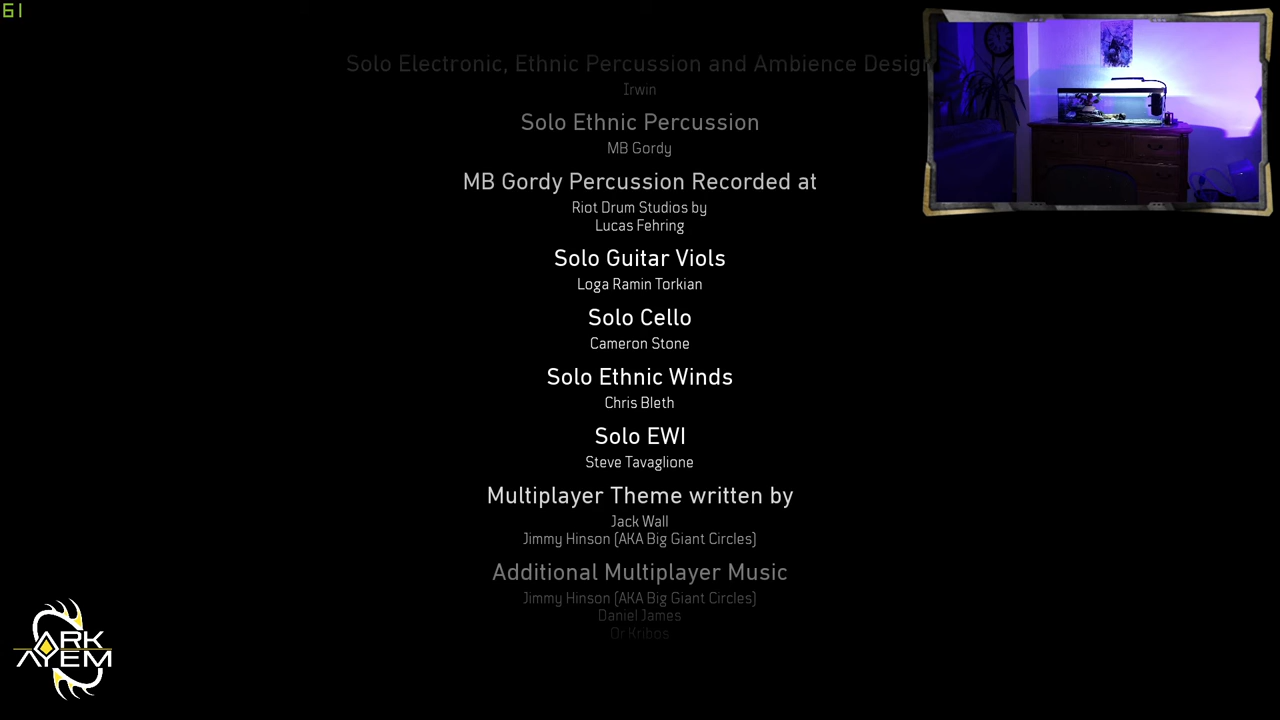 61
Solo Electronic, Ethnic Percussion and Ambience Design
Irwin
Solo Ethnic Percussion
MB Gordy
MB Gordy Percussion Recorded at
Riot Drum Studios by
Lucas Fehring
Solo Guitar Viols
Loga Ramin Torkian
Solo Cello
Cameron Stone
Solo Ethnic Winds
Chris Bleth
Solo EWI
Steve Tavaglione
Multiplayer Theme written by
Jack Wall
Jimmy Hinson (AKA Big Giant Circles)
Additional Multiplayer Music
Jimmy Hinson (AKA Big Giant Circles)
Daniel James
Or Kribos
ARK
AYEM